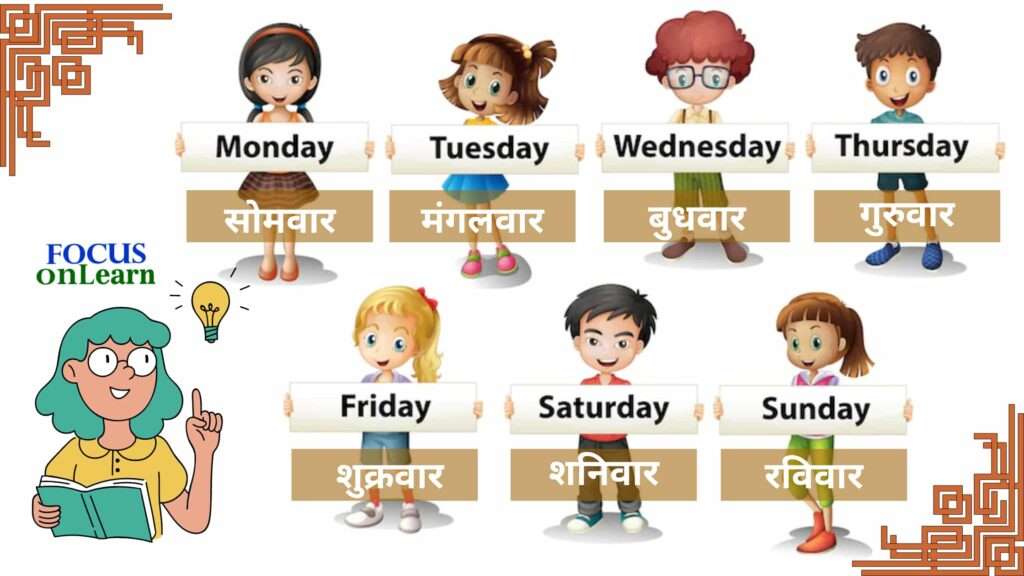 Monday
सोमवार
Tuesday
मंगलवार
Wednesday
बुधवार
Thursday
गुरुवार
FOCUS
onLearn
Friday
शुक्रवार
Saturday
शनिवार
Sunday
रविवार